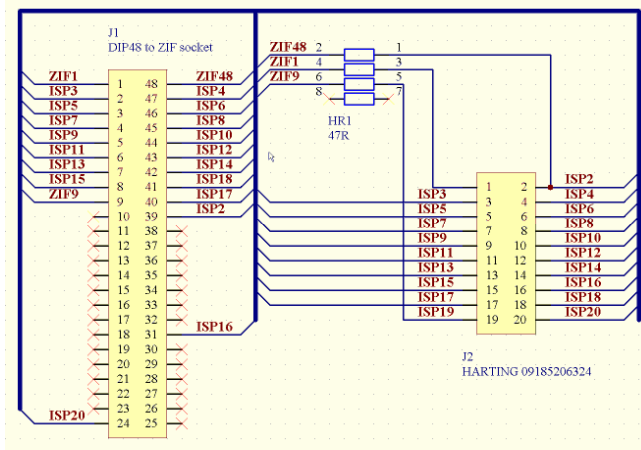 J1
DIP48 to ZIF socket
ZIF1 1 48 ZIF48
ISP3 2 47 ISP4
ISP5 3 46 ISP6
ISP7 4 45 ISP8
ISP9 5 44 ISP10
ISP11 6 43 ISP12
ISP13 7 42 ISP14
ISP15 8 41 ISP18
ZIF9 9 40 ISP17
10 39 ISP2
11 38
12 37
13 36
14 35
15 34
16 33
17 32
18 31 ISP16
19 30
20 29
21 28
22 27
23 26
ISP20 24 25
ZIF48 2 1
ZIF1 4 3
ZIF9 6 5
8 7
HR1
47R
1 2 ISP2
ISP3 3 4 ISP4
ISP5 5 6 ISP6
ISP7 7 8 ISP8
ISP9 9 10 ISP10
ISP11 11 12 ISP12
ISP13 13 14 ISP14
ISP15 15 16 ISP16
ISP17 17 18 ISP18
ISP19 19 20 ISP20
J2
HARTING 09185206324